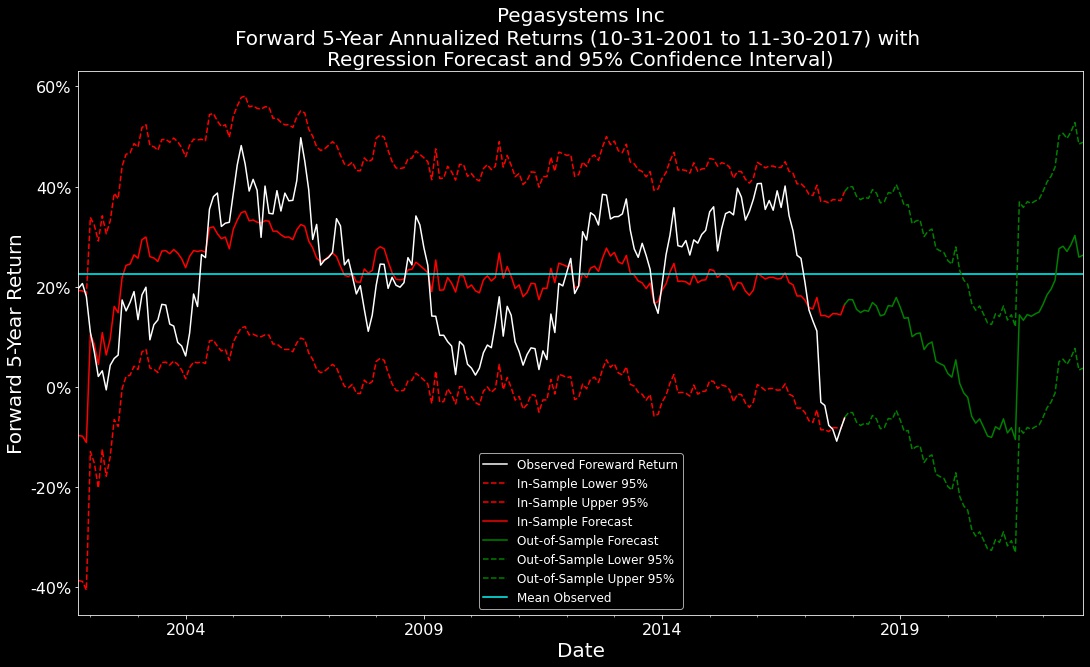 Pegasystems Inc
Forward 5-Year Annualized Returns (10-31-2001 to 11-30-2017) with
Regression Forecast and 95% Confidence Interval)
Forward 5-Year Return
60%
40%
20%
0%
-20%
-40%
Observed Foreward Return
In-Sample Lower 95%
In-Sample Upper 95%
In-Sample Forecast
Out-of-Sample Forecast
Out-of-Sample Lower 95%
Out-of-Sample Upper 95%
Mean Observed
2004
2009
2014
2019
Date